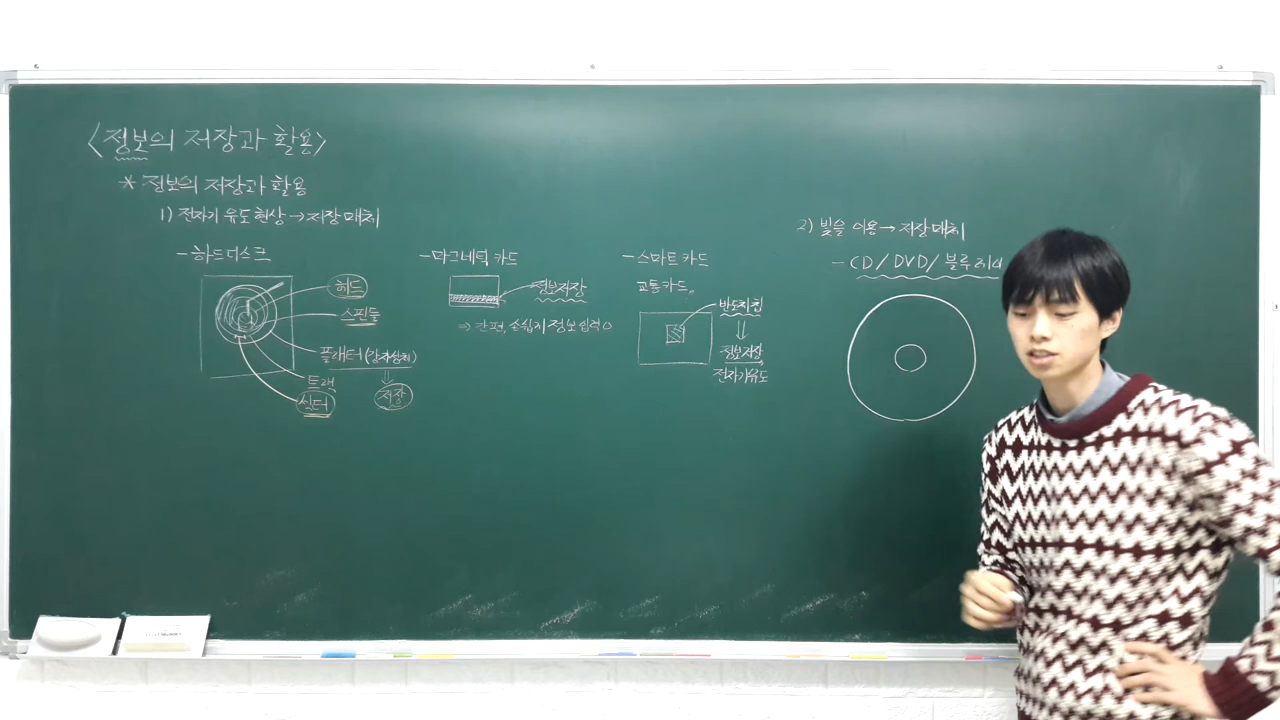 <정보의 저장과 활용>
* 정보의 저장과 활용
1) 전자기 유도 현상 → 저장 매체
- 하드디스크
헤드
스핀들
플래터(강자성체)
⇓
저장
트랙
섹터
- 마그네틱 카드
정보저장
⇒ 간편, 손쉽게 정보 입력 O
- 스마트 카드
교통카드.
반도체칩
⇓
정보저장
전자기유도
2) 빛을 이용 → 저장 매체
- CD / DVD / 블루레이